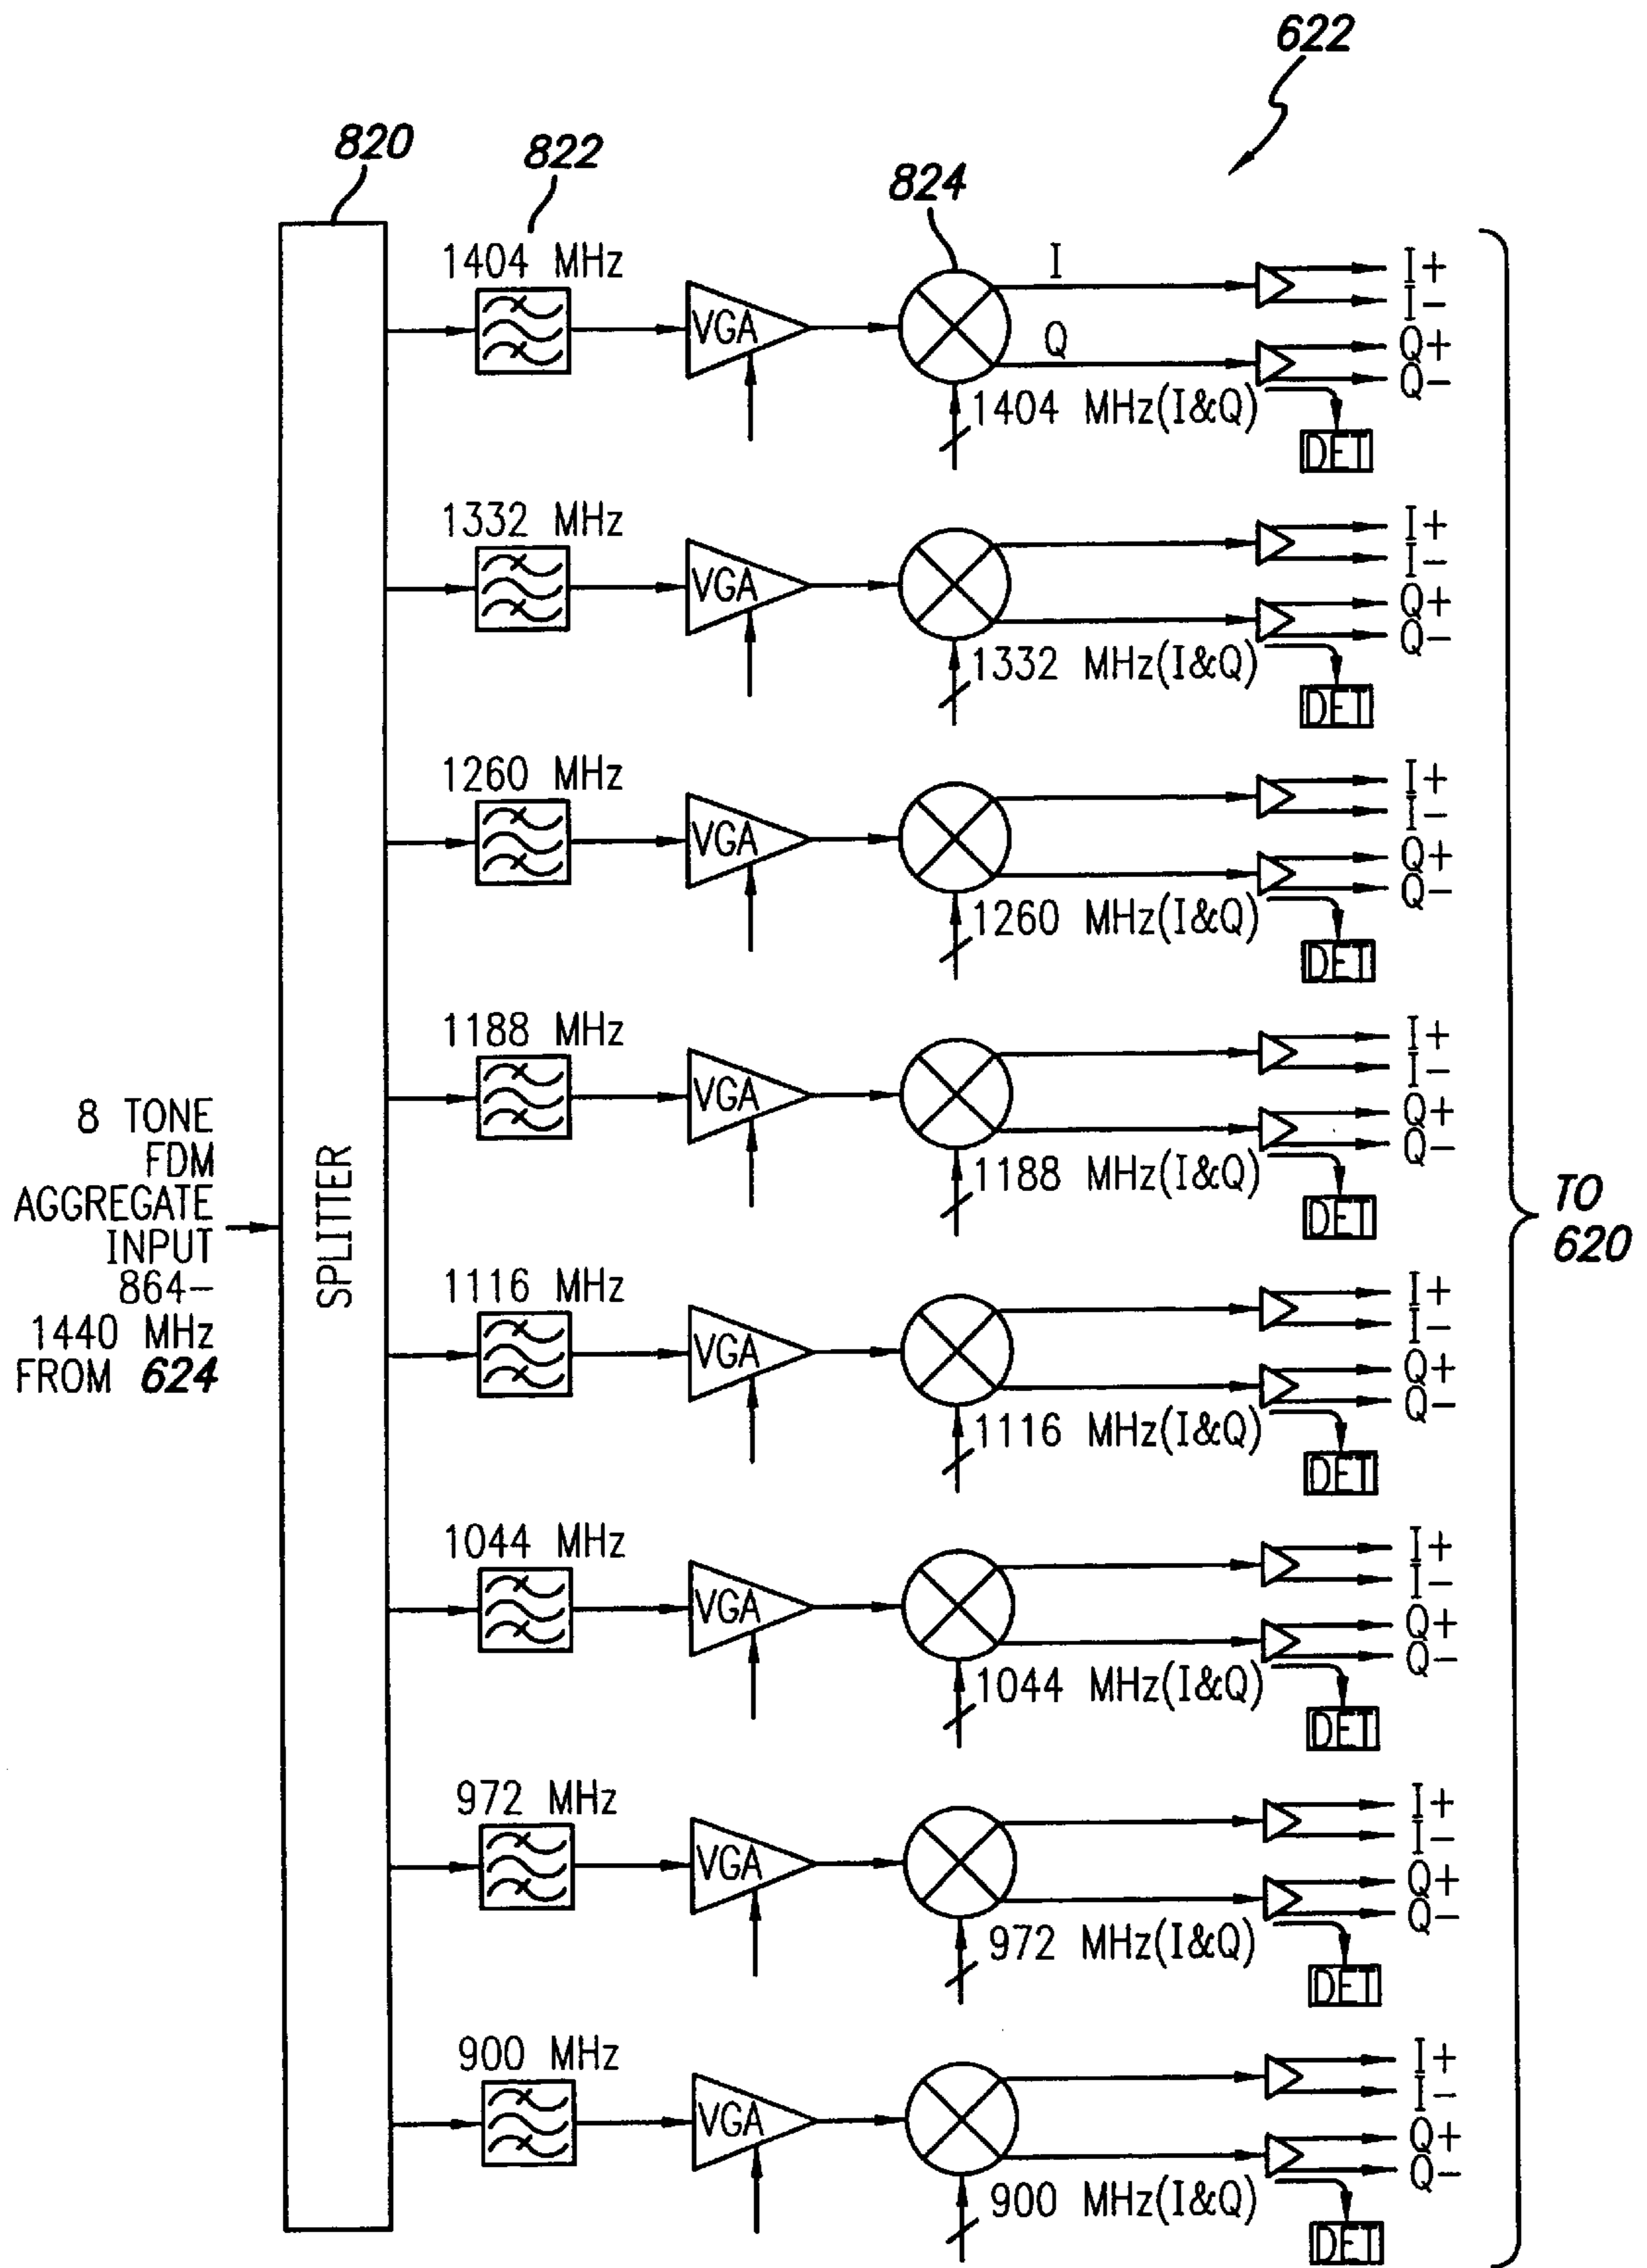 622
820
822
824
1404 MHz
I
I+
I-
VGA
Q
Q+
Q-
1404 MHz(I&Q)
DET
1332 MHz
I+
I-
VGA
Q+
Q-
1332 MHz(I&Q)
DET
1260 MHz
I+
I-
VGA
Q+
Q-
1260 MHz(I&Q)
DET
1188 MHz
I+
I-
VGA
Q+
Q-
1188 MHz(I&Q)
DET
8 TONE
FDM
AGGREGATE
INPUT
864-
1440 MHz
FROM 624
SPLITTER
TO
620
1116 MHz
I+
I-
VGA
Q+
Q-
1116 MHz(I&Q)
DET
1044 MHz
I+
I-
VGA
Q+
Q-
1044 MHz(I&Q)
DET
972 MHz
I+
I-
VGA
Q+
Q-
972 MHz(I&Q)
DET
900 MHz
I+
I-
VGA
Q+
Q-
900 MHz(I&Q)
DET